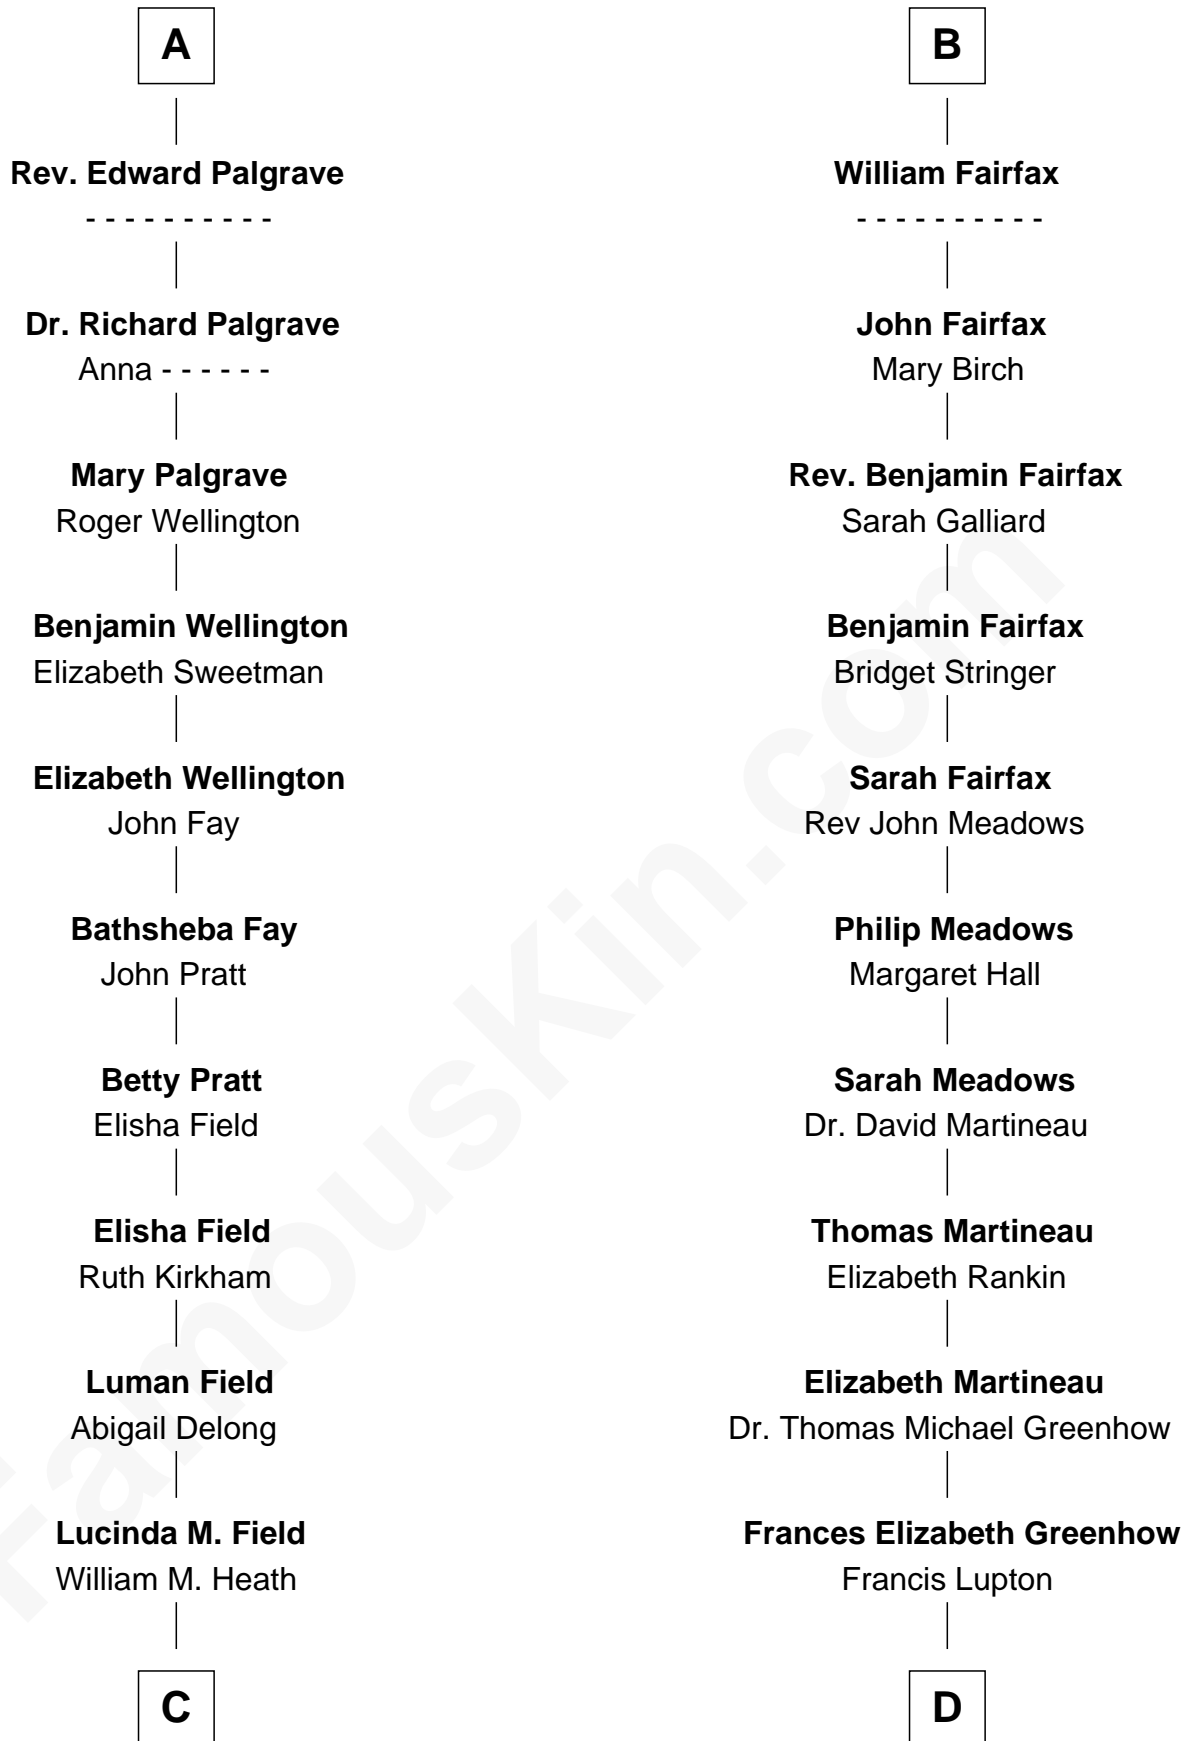 A
Rev. Edward Palgrave
- - - - - - - - - -
Dr. Richard Palgrave
Anna - - - - - -
Mary Palgrave
Roger Wellington
Benjamin Wellington
Elizabeth Sweetman
Elizabeth Wellington
John Fay
Bathsheba Fay
John Pratt
Betty Pratt
Elisha Field
Elisha Field
Ruth Kirkham
Luman Field
Abigail Delong
Lucinda M. Field
William M. Heath
C
B
William Fairfax
- - - - - - - - - -
John Fairfax
Mary Birch
Rev. Benjamin Fairfax
Sarah Galliard
Benjamin Fairfax
Bridget Stringer
Sarah Fairfax
Rev John Meadows
Philip Meadows
Margaret Hall
Sarah Meadows
Dr. David Martineau
Thomas Martineau
Elizabeth Rankin
Elizabeth Martineau
Dr. Thomas Michael Greenhow
Frances Elizabeth Greenhow
Francis Lupton
D
FamousKin.com